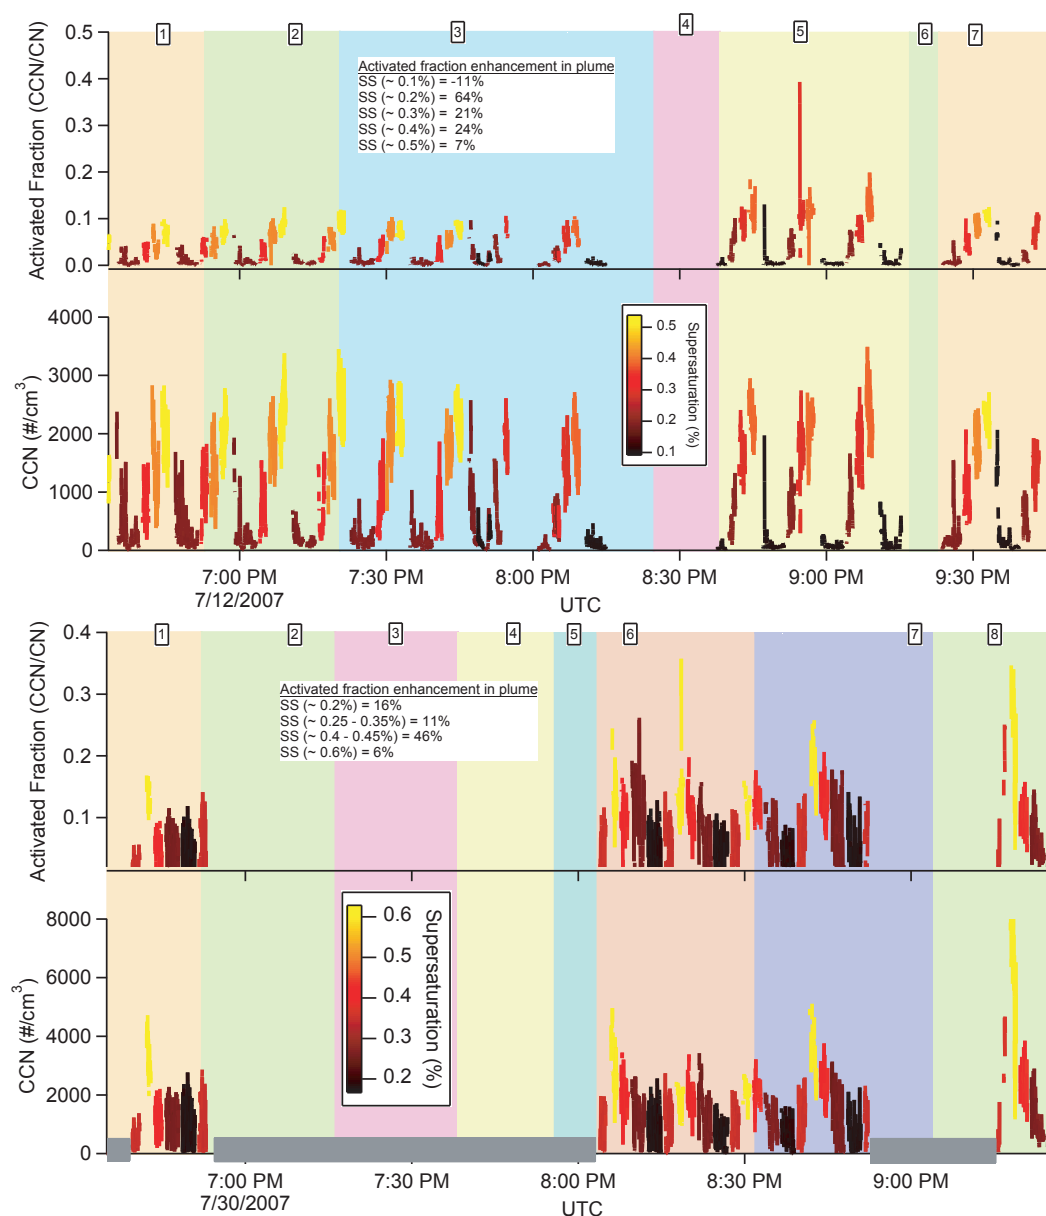 1 2 3 4 5 6 7
0.5
0.4
0.3
0.2
0.1
0.0
Activated Fraction (CCN/CN)
Activated fraction enhancement in plume
SS (~ 0.1%) = -11%
SS (~ 0.2%) = 64%
SS (~ 0.3%) = 21%
SS (~ 0.4%) = 24%
SS (~ 0.5%) = 7%
4000
3000
2000
1000
0
CCN (#/cm³)
0.5
0.4
0.3
0.2
0.1
Supersaturation (%)
7:00 PM 7:30 PM 8:00 PM 8:30 PM 9:00 PM 9:30 PM
7/12/2007
UTC
1 2 3 4 5 6 7 8
0.4
0.3
0.2
0.1
Activated Fraction (CCN/CN)
Activated fraction enhancement in plume
SS (~ 0.2%) = 16%
SS (~ 0.25 - 0.35%) = 11%
SS (~ 0.4 - 0.45%) = 46%
SS (~ 0.6%) = 6%
8000
6000
4000
2000
0
CCN (#/cm³)
0.6
0.5
0.4
0.3
0.2
Supersaturation (%)
7:00 PM 7:30 PM 8:00 PM 8:30 PM 9:00 PM
7/30/2007
UTC